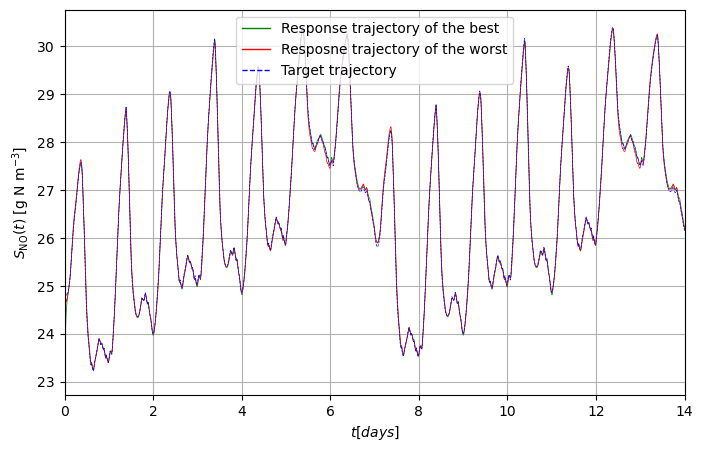 Response trajectory of the best
Resposne trajectory of the worst
Target trajectory
30
29
28
27
26
25
24
23
S_NO(t) [g N m⁻³]
0 2 4 6 8 10 12 14
t[days]